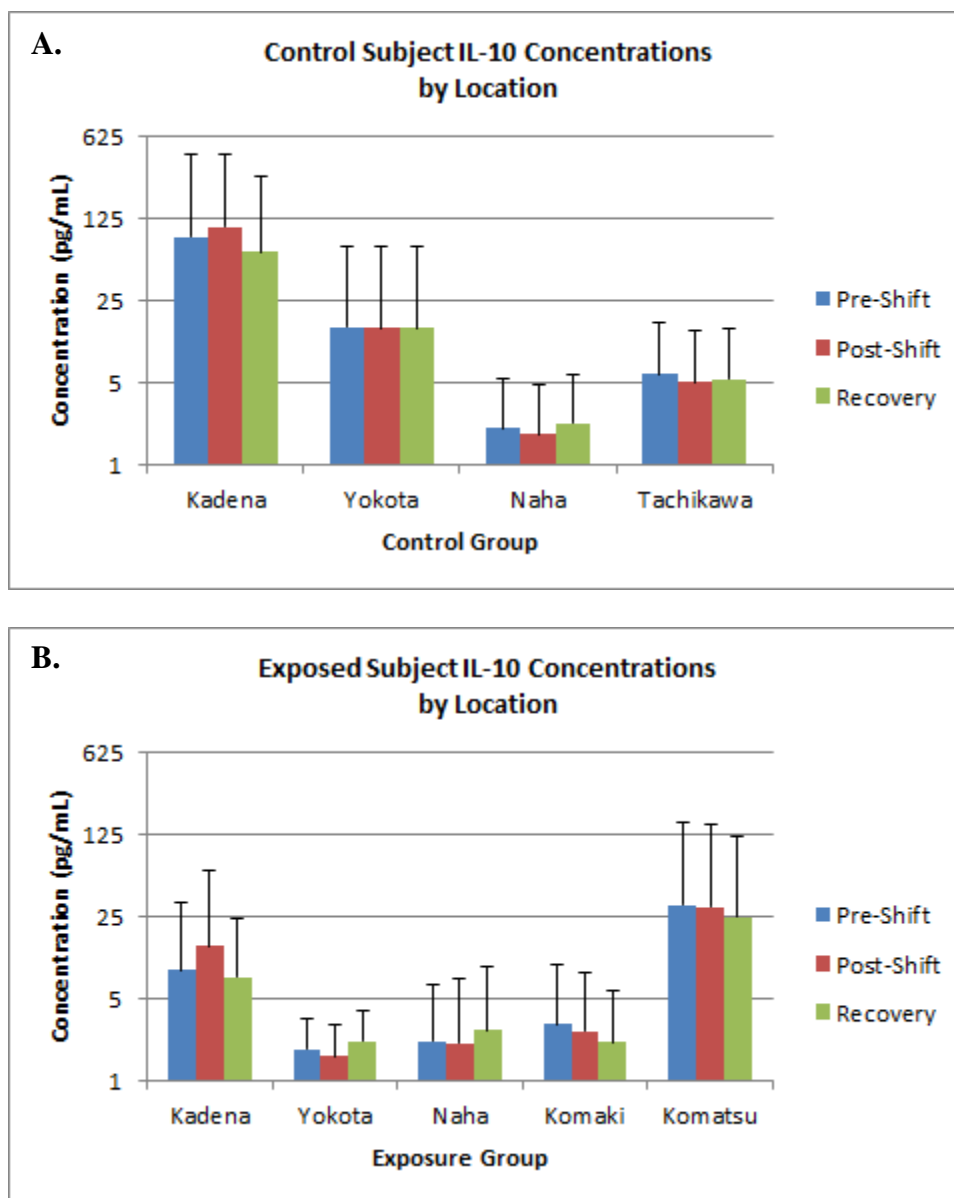 A.
Control Subject IL-10 Concentrations
by Location
Concentration (pg/mL)
625
125
25
5
1
Kadena Yokota Naha Tachikawa
Control Group
Pre-Shift
Post-Shift
Recovery
B.
Exposed Subject IL-10 Concentrations
by Location
Concentration (pg/mL)
625
125
25
5
1
Kadena Yokota Naha Komaki Komatsu
Exposure Group
Pre-Shift
Post-Shift
Recovery